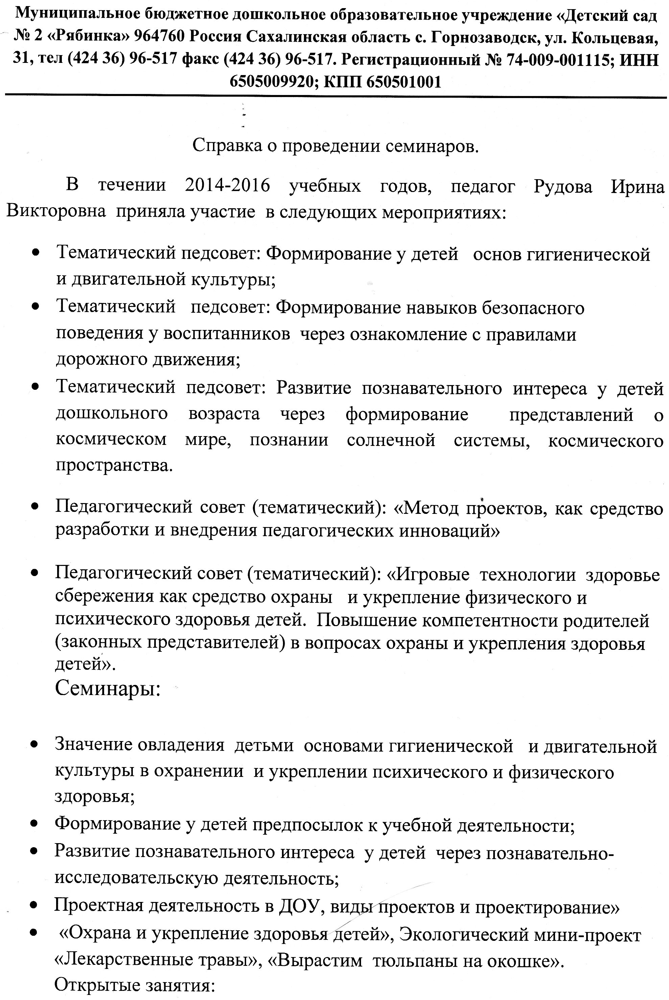 Муниципальное бюджетное дошкольное образовательное учреждение «Детский сад
№ 2 «Рябинка» 964760 Россия Сахалинская область с. Горнозаводск, ул. Кольцевая,
31, тел (424 36) 96-517 факс (424 36) 96-517. Регистрационный № 74-009-001115; ИНН
6505009920; КПП 650501001
Справка о проведении семинаров.
В течении 2014-2016 учебных годов, педагог Рудова Ирина
Викторовна приняла участие в следующих мероприятиях:
• Тематический педсовет: Формирование у детей основ гигиенической
и двигательной культуры;
• Тематический педсовет: Формирование навыков безопасного
поведения у воспитанников через ознакомление с правилами
дорожного движения;
• Тематический педсовет: Развитие познавательного интереса у детей
дошкольного возраста через формирование представлений о
космическом мире, познании солнечной системы, космического
пространства.
• Педагогический совет (тематический): «Метод проектов, как средство
разработки и внедрения педагогических инноваций»
• Педагогический совет (тематический): «Игровые технологии здоровье
сбережения как средство охраны и укрепление физического и
психического здоровья детей. Повышение компетентности родителей
(законных представителей) в вопросах охраны и укрепления здоровья
детей».
Семинары:
• Значение овладения детьми основами гигиенической и двигательной
культуры в охранении и укреплении психического и физического
здоровья;
• Формирование у детей предпосылок к учебной деятельности;
• Развитие познавательного интереса у детей через познавательно-
исследовательскую деятельность;
• Проектная деятельность в ДОУ, виды проектов и проектирование»
• «Охрана и укрепление здоровья детей», Экологический мини-проект
«Лекарственные травы», «Вырастим тюльпаны на окошке».
Открытые занятия: